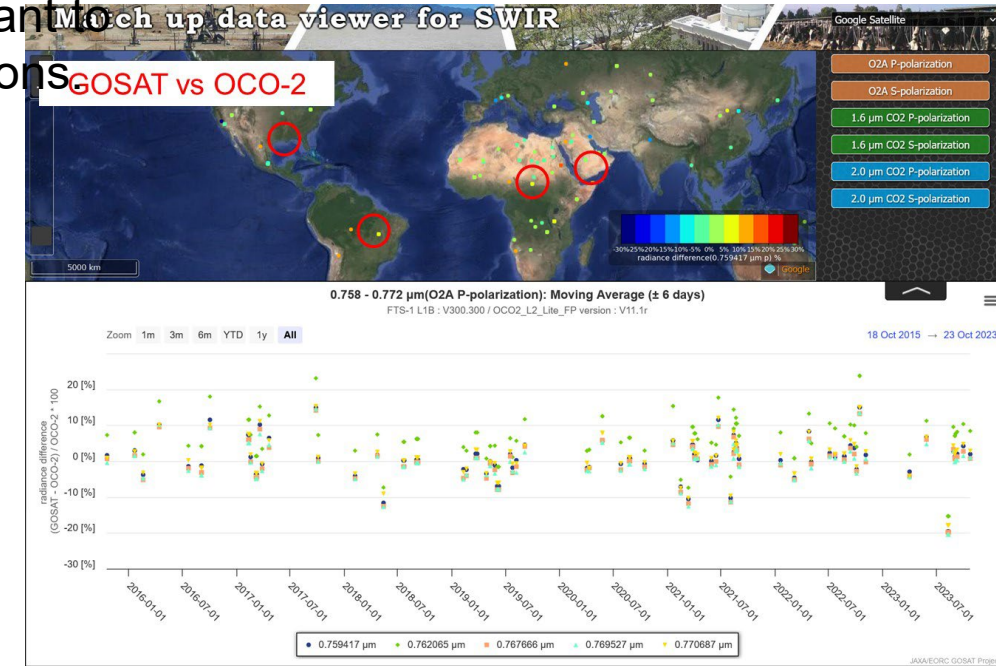 ant to
ons.
Match up data viewer for SWIR
Google Satellite
GOSAT vs OCO-2
O2A P-polarization
O2A S-polarization
1.6 μm CO2 P-polarization
1.6 μm CO2 S-polarization
2.0 μm CO2 P-polarization
2.0 μm CO2 S-polarization
-30%-25%-20%-15%-10%-5% 0% 5% 10%15%20%25%30%
radiance difference(0.759417 μm p) %
Google
5000 km
0.758 - 0.772 μm(O2A P-polarization): Moving Average (± 6 days)
FTS-1 L1B : V300.300 / OCO2_L2_Lite_FP version : V11.1r
Zoom 1m 3m 6m YTD 1y All
18 Oct 2015 → 23 Oct 2023
radiance difference
(GOSAT - OCO-2) / OCO-2 * 100
20 [%]
10 [%]
0 [%]
-10 [%]
-20 [%]
-30 [%]
2016-01-01
2016-07-01
2017-01-01
2017-07-01
2018-01-01
2018-07-01
2019-01-01
2019-07-01
2020-01-01
2020-07-01
2021-01-01
2021-07-01
2022-01-01
2022-07-01
2023-01-01
2023-07-01
0.759417 μm 0.762065 μm 0.767666 μm 0.769527 μm 0.770687 μm
JAXA/EORC GOSAT Proje